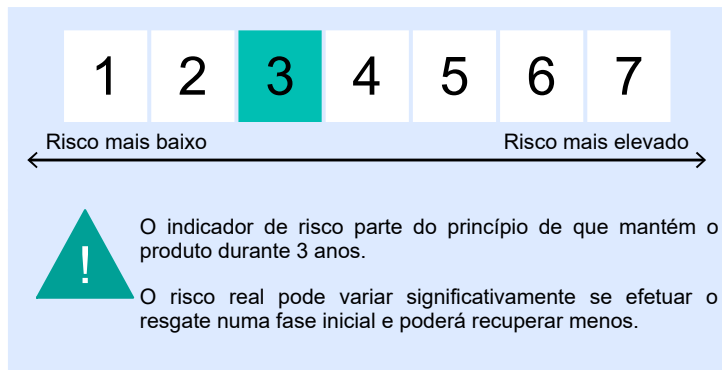 1 2 3 4 5 6 7
Risco mais baixo Risco mais elevado
O indicador de risco parte do princípio de que mantém o
produto durante 3 anos.
!
O risco real pode variar significativamente se efetuar o
resgate numa fase inicial e poderá recuperar menos.